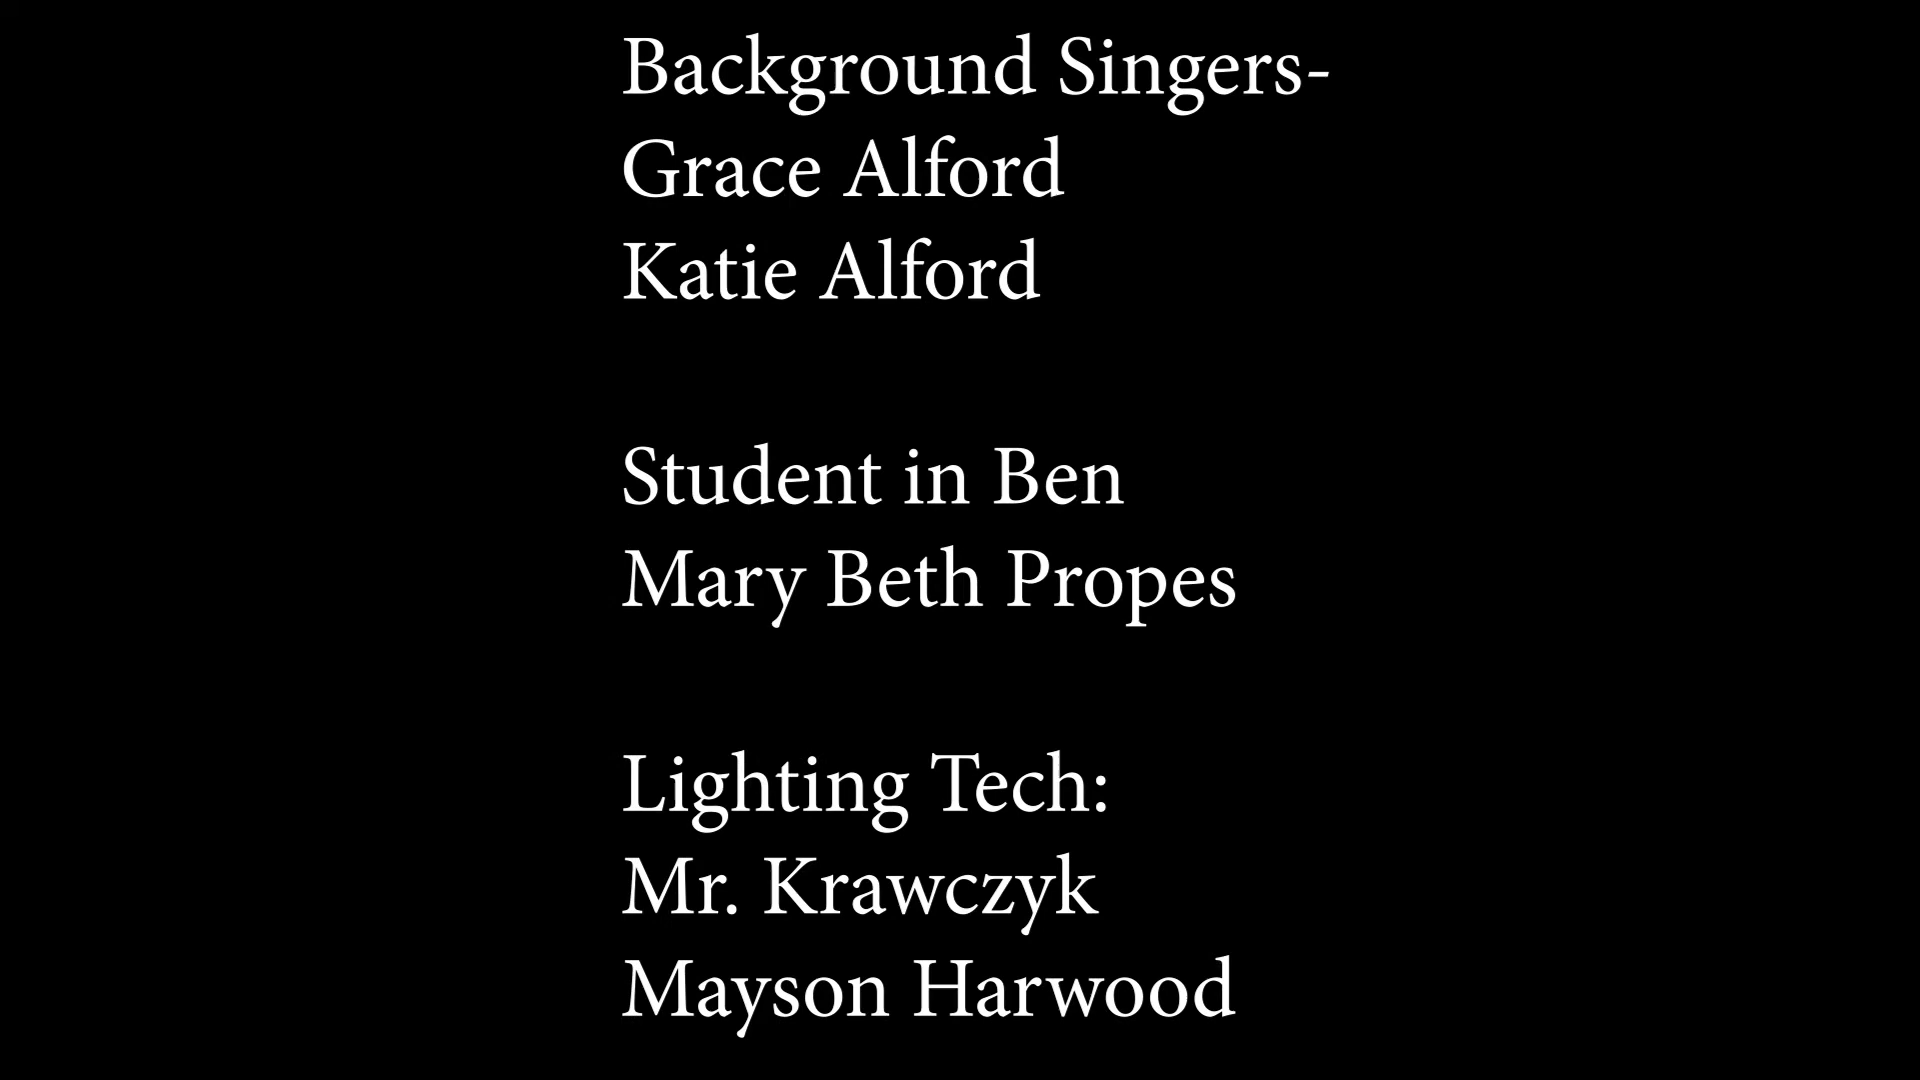 Background Singers-
Grace Alford
Katie Alford
Student in Ben
Mary Beth Propes
Lighting Tech:
Mr. Krawczyk
Mayson Harwood